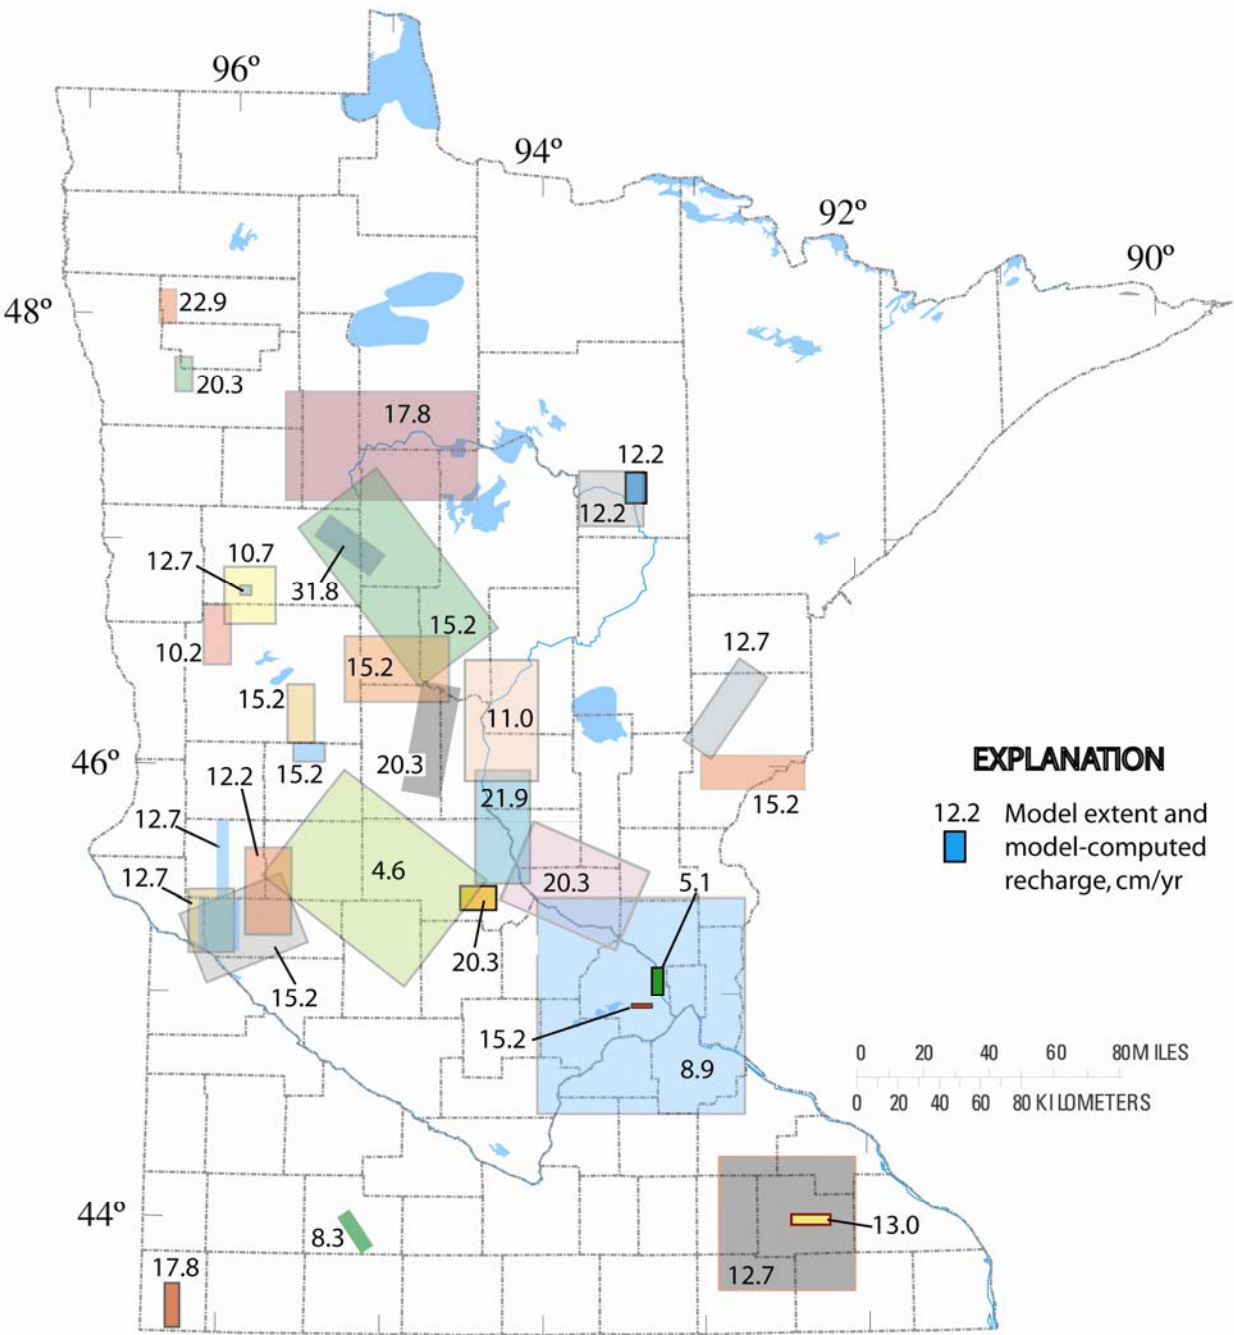 96º
94º
92º
90º
48º
22.9
20.3
17.8
12.2
12.2
12.7
10.7
31.8
15.2
10.2
15.2
12.7
15.2
11.0
20.3
46º
15.2
12.2
21.9
15.2
12.7
4.6
12.7
20.3
5.1
20.3
15.2
15.2
8.9
EXPLANATION
12.2 Model extent and
model-computed
recharge, cm/yr
0 20 40 60 80 MILES
0 20 40 60 80 KILOMETERS
44º
8.3
13.0
17.8
12.7